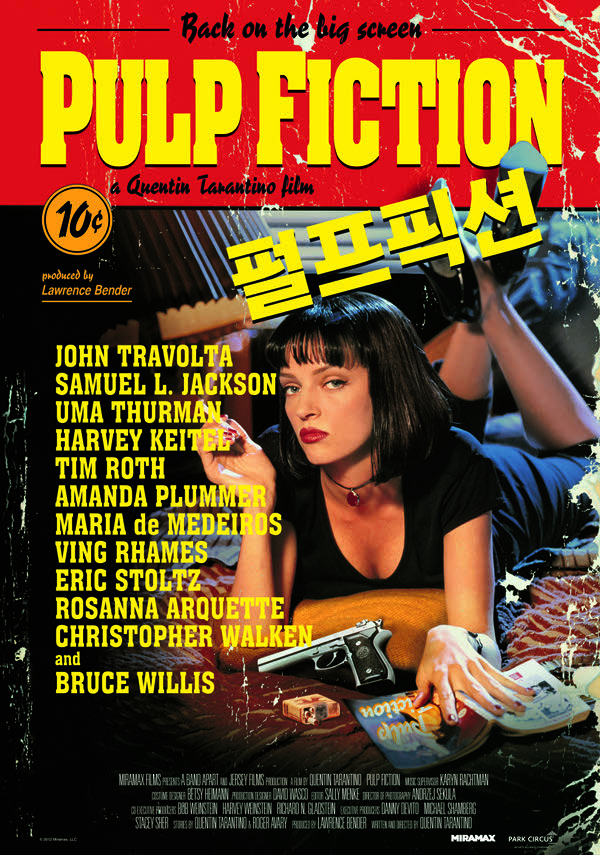 Back on the big screen
PULP FICTION
a Quentin Tarantino film
10¢
펄프픽션
produced by
Lawrence Bender
JOHN TRAVOLTA
SAMUEL L. JACKSON
UMA THURMAN
HARVEY KEITEL
TIM ROTH
AMANDA PLUMMER
MARIA de MEDEIROS
VING RHAMES
ERIC STOLTZ
ROSANNA ARQUETTE
CHRISTOPHER WALKEN
and
BRUCE WILLIS
Pulp
Fiction
MIRAMAX FILMS PRESENTS A BAND APART AND JERSEY FILMS PRODUCTION A FILM BY QUENTIN TARANTINO PULP FICTION MUSIC SUPERVISOR KARYN RACHTMAN
COSTUME DESIGNER BETSY HEIMANN PRODUCTION DESIGNER DAVID WASCO EDITOR SALLY MENKE DIRECTOR OF PHOTOGRAPHY ANDRZEJ SEKULA
CO-EXECUTIVE PRODUCERS BOB WEINSTEIN HARVEY WEINSTEIN RICHARD N. GLADSTEIN EXECUTIVE PRODUCERS DANNY DEVITO MICHAEL SHAMBERG
STACEY SHER STORIES BY QUENTIN TARANTINO & ROGER AVARY PRODUCED BY LAWRENCE BENDER WRITTEN AND DIRECTED BY QUENTIN TARANTINO
© 2012 Miramax, LLC
MIRAMAX PARK CIRCUS